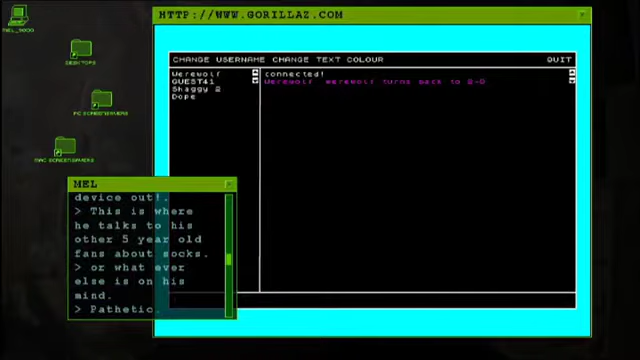 HTTP://WWW.GORILLAZ.COM
MEL_9000
DESKTOPS
PC SCREENSAVERS
MAC SCREENSAVERS
CHANGE USERNAME CHANGE TEXT COLOUR QUIT
Werewolf
GUEST41
Shaggy 2
Dope
connected!
Werewolf werewolf turns back to 2-D
MEL
device out!.
> This is where
he talks to his
other 5 year old
fans about socks.
> or what ever
else is on his
mind.
> Pathetic.